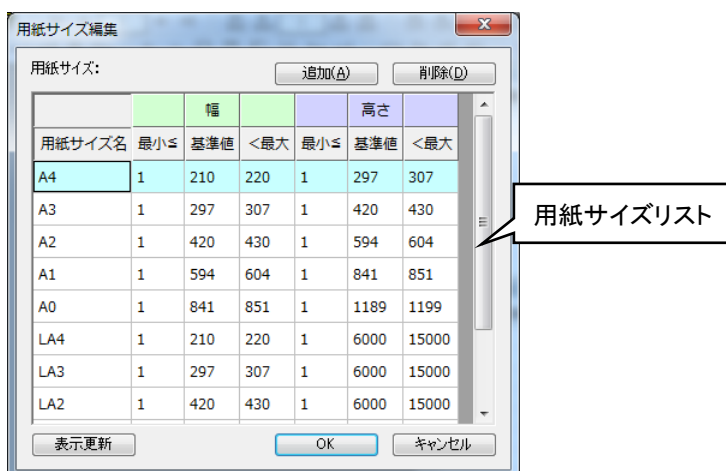 用紙サイズ編集
用紙サイズ: 追加(A) 削除(D)
幅 高さ
用紙サイズ名 最小≦ 基準値 <最大 最小≦ 基準値 <最大
A4 1 210 220 1 297 307
A3 1 297 307 1 420 430
A2 1 420 430 1 594 604
A1 1 594 604 1 841 851
A0 1 841 851 1 1189 1199
LA4 1 210 220 1 6000 15000
LA3 1 297 307 1 6000 15000
LA2 1 420 430 1 6000 15000
表示更新 OK キャンセル
用紙サイズリスト